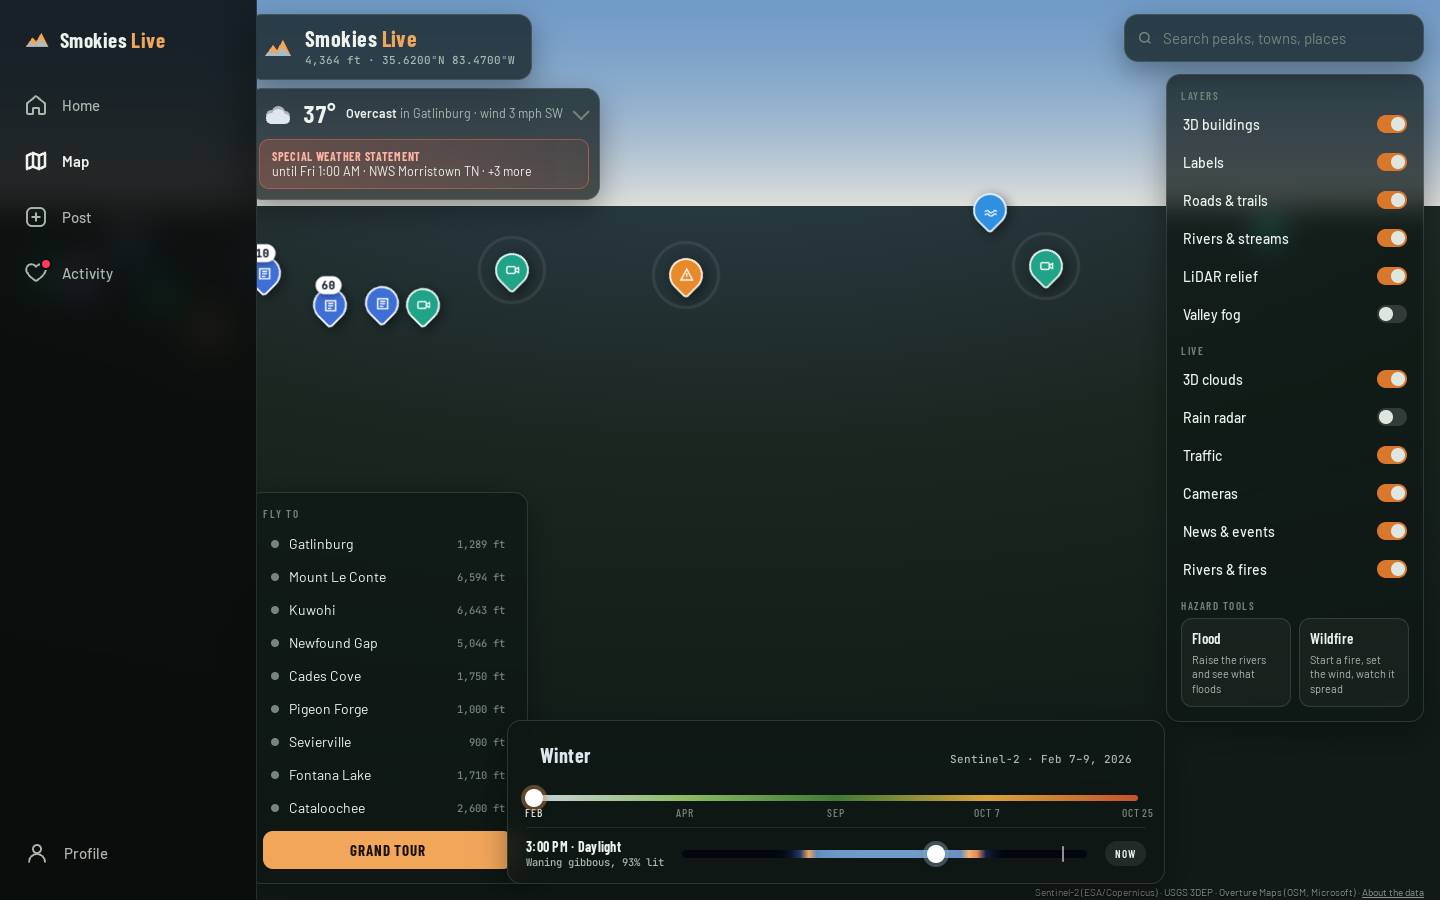 Smokies Live
Home
Map
Post
Activity
Profile
Smokies Live
4,364 ft · 35.6200°N 83.4700°W
37° Overcast in Gatlinburg · wind 3 mph SW
SPECIAL WEATHER STATEMENT
until Fri 1:00 AM · NWS Morristown TN · +3 more
Search peaks, towns, places
10
60
LAYERS
3D buildings
Labels
Roads & trails
Rivers & streams
LiDAR relief
Valley fog
LIVE
3D clouds
Rain radar
Traffic
Cameras
News & events
Rivers & fires
HAZARD TOOLS
Flood
Raise the rivers
and see what
floods
Wildfire
Start a fire, set
the wind, watch it
spread
FLY TO
Gatlinburg 1,289 ft
Mount Le Conte 6,594 ft
Kuwohi 6,643 ft
Newfound Gap 5,046 ft
Cades Cove 1,750 ft
Pigeon Forge 1,000 ft
Sevierville 900 ft
Fontana Lake 1,710 ft
Cataloochee 2,600 ft
GRAND TOUR
Winter
Sentinel-2 · Feb 7–9, 2026
FEB APR SEP OCT 7 OCT 25
3:00 PM · Daylight
Waning gibbous, 93% lit
NOW
Sentinel-2 (ESA/Copernicus) · USGS 3DEP · Overture Maps (OSM, Microsoft) · About the data